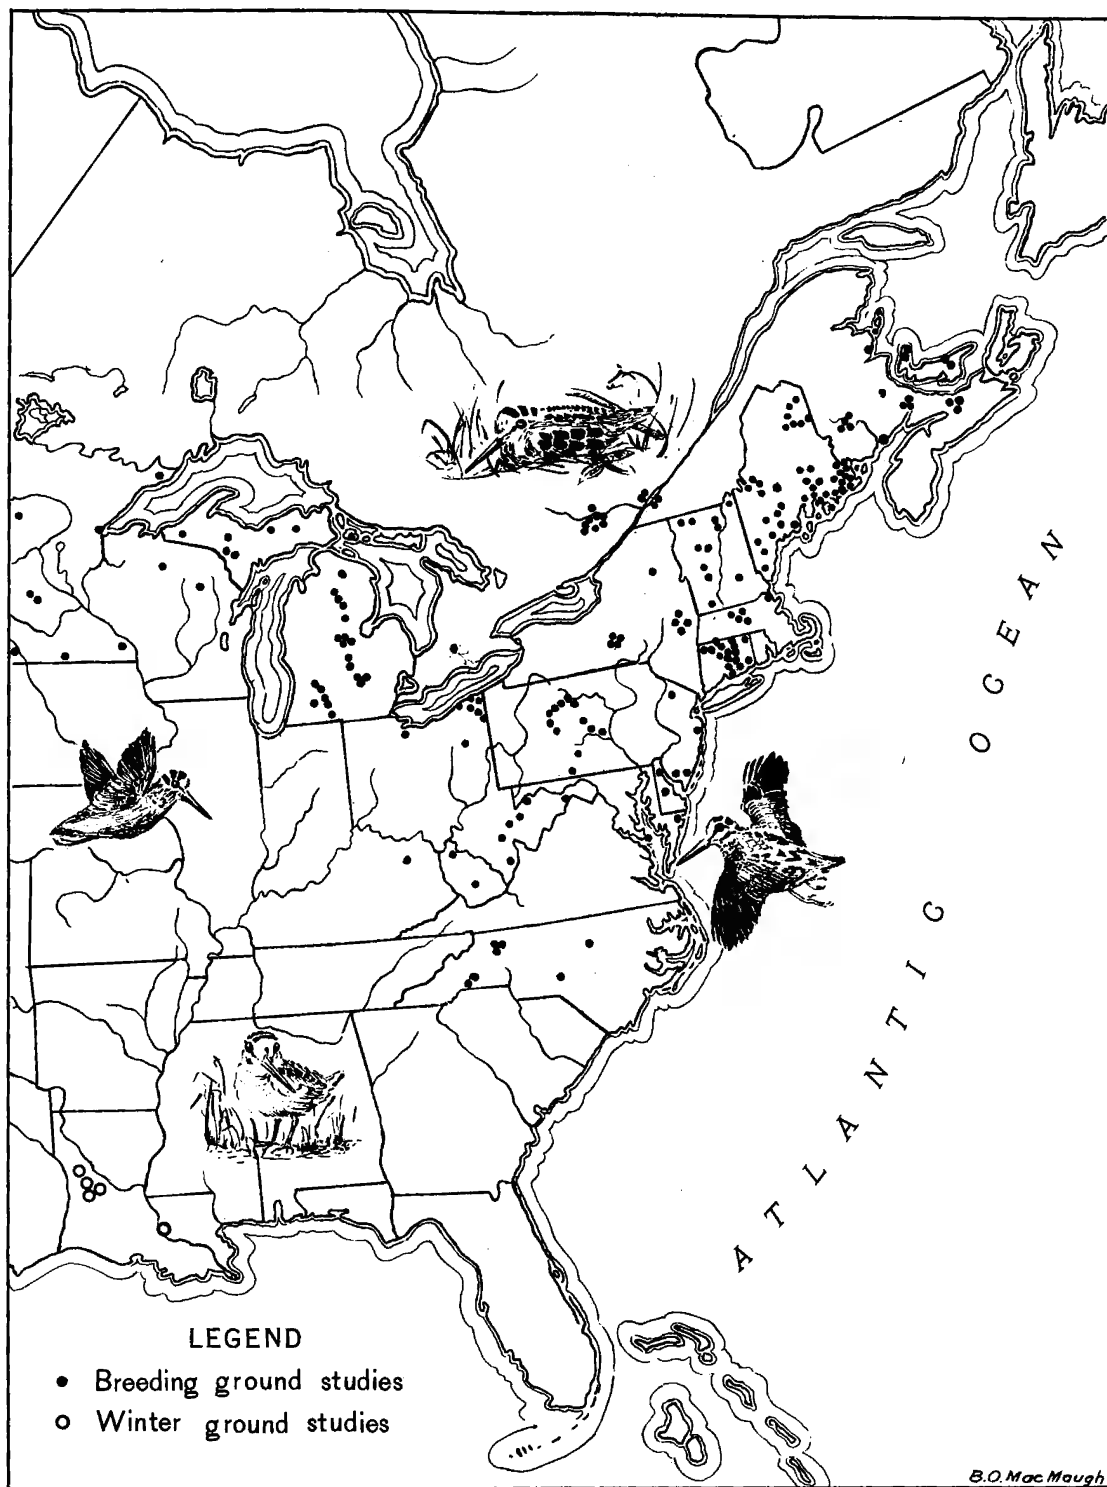 ATLANTIC OCEAN
LEGEND
Breeding ground studies
Winter ground studies
B.O. MacMaugh